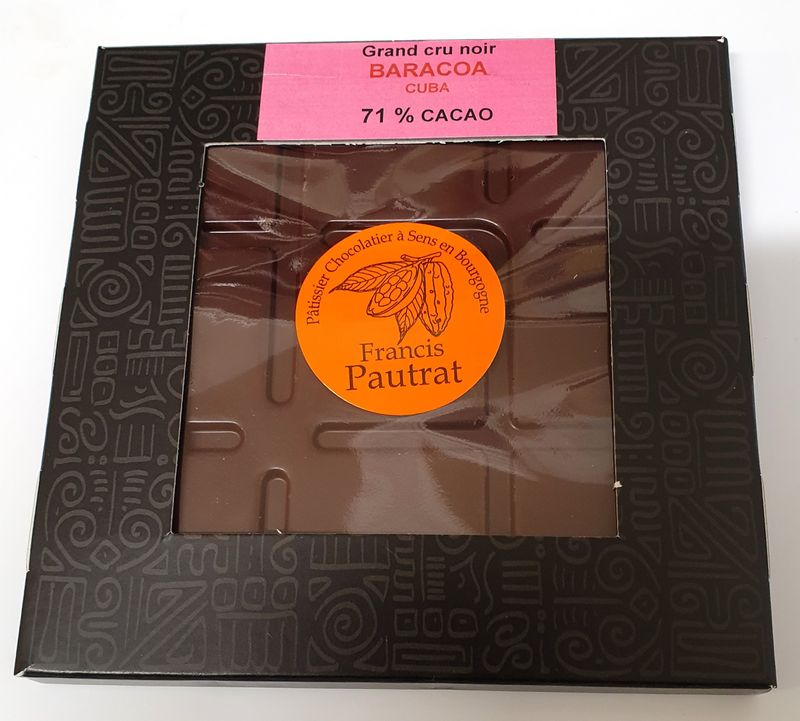 Grand cru noir
BARACOA
CUBA
71 % CACAO
Pâtissier Chocolatier à Sens en Bourgogne
Francis
Pautrat